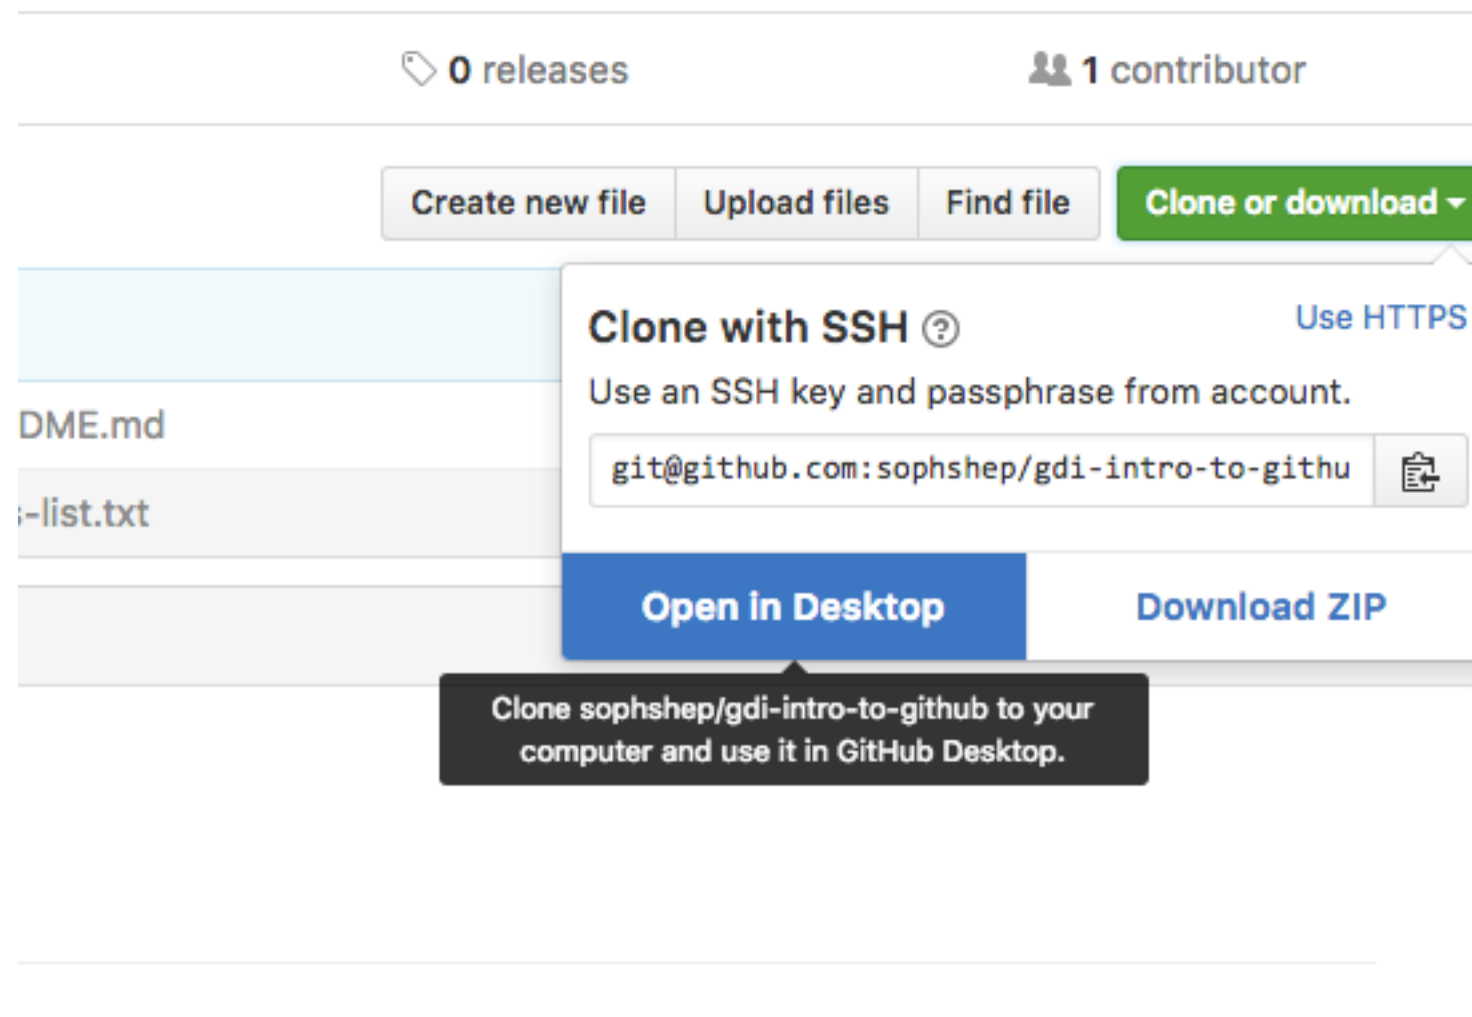 0 releases
1 contributor
Create new file
Upload files
Find file
Clone or download
Clone with SSH
Use HTTPS
Use an SSH key and passphrase from account.
DME.md
git@github.com:sophshep/gdi-intro-to-githu
-list.txt
Open in Desktop
Download ZIP
Clone sophshep/gdi-intro-to-github to your
computer and use it in GitHub Desktop.